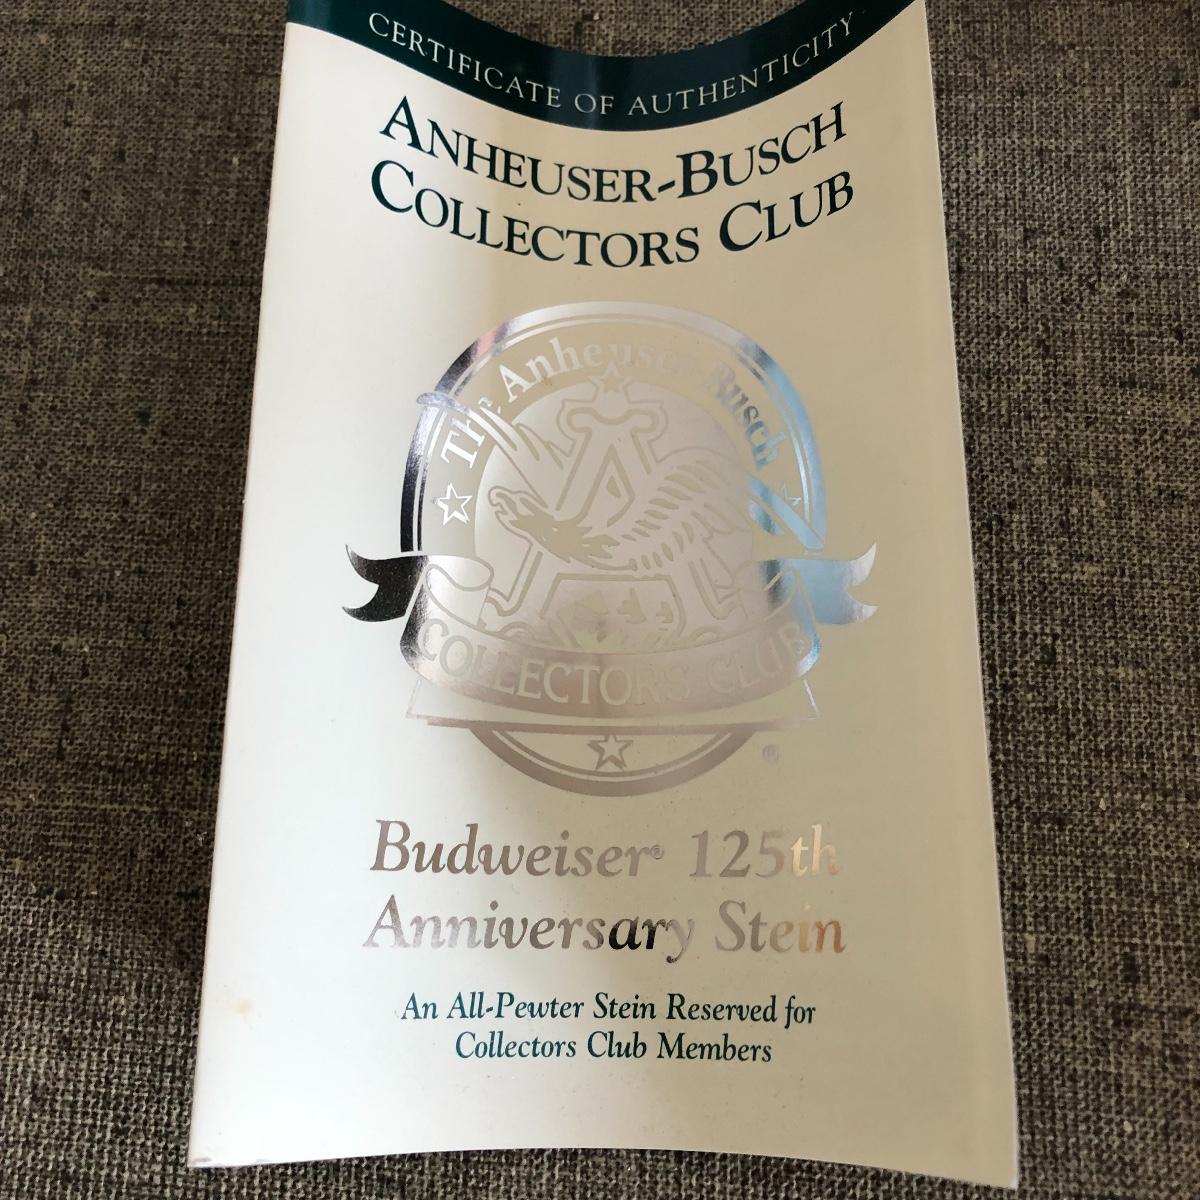 CERTIFICATE OF AUTHENTICITY
ANHEUSER-BUSCH
COLLECTORS CLUB
The Anheuser Busch
A
COLLECTORS CLUB
®
Budweiser® 125th
Anniversary Stein
An All-Pewter Stein Reserved for
Collectors Club Members